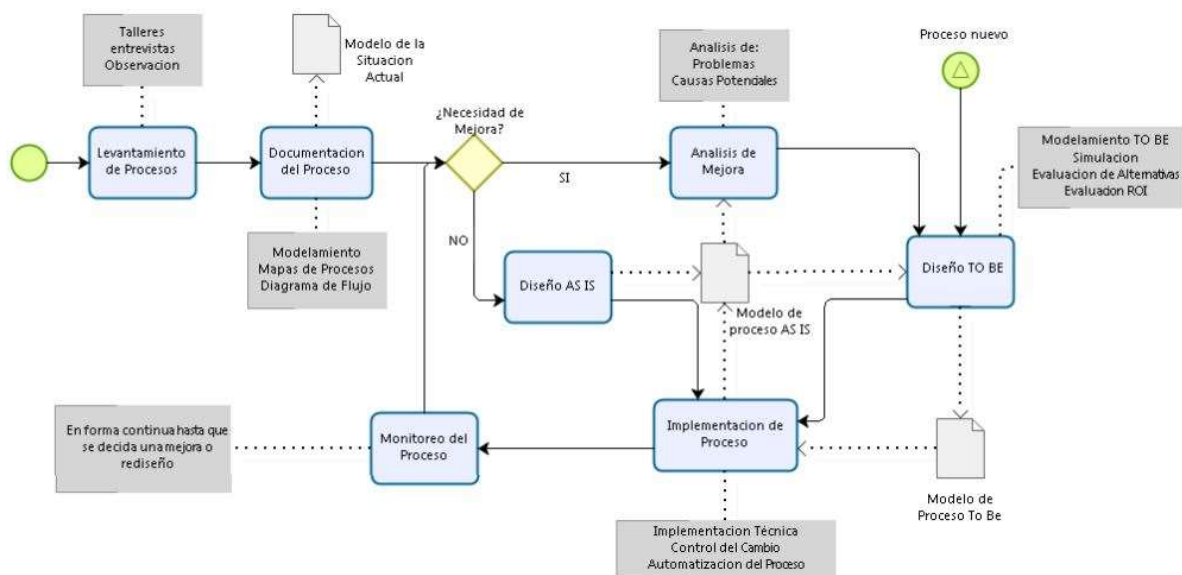 Talleres
entrevistas
Observacion
Modelo de la
Situacion
Actual
Analisis de:
Problemas
Causas Potenciales
Proceso nuevo
¿Necesidad de
Mejora?
Levantamiento
de Procesos
Documentacion
del Proceso
SI
Analisis de
Mejora
Modelamiento TO BE
Simulacion
Evaluacion de Alternativas
Evaluacion ROI
NO
Modelamiento
Mapas de Procesos
Diagrama de Flujo
Diseño AS IS
Diseño TO BE
Modelo de
proceso AS IS
En forma continua hasta que
se decida una mejora o
rediseño
Monitoreo del
Proceso
Implementacion de
Proceso
Modelo de
Proceso To Be
Implementacion Técnica
Control del Cambio
Automatizacion del Proceso